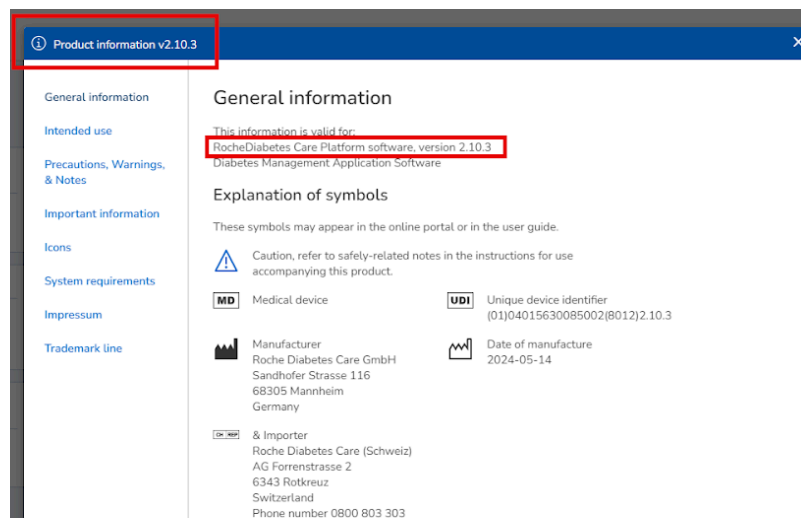 Product information v2.10.3
General information
Intended use
Precautions, Warnings,
& Notes
Important information
Icons
System requirements
Impressum
Trademark line
General information
This information is valid for:
RocheDiabetes Care Platform software, version 2.10.3
Diabetes Management Application Software
Explanation of symbols
These symbols may appear in the online portal or in the user guide.
Caution, refer to safely-related notes in the instructions for use
accompanying this product.
MD Medical device
UDI Unique device identifier
(01)04015630085002(8012)2.10.3
Manufacturer
Roche Diabetes Care GmbH
Sandhofer Strasse 116
68305 Mannheim
Germany
Date of manufacture
2024-05-14
CH REP & Importer
Roche Diabetes Care (Schweiz)
AG Forrenstrasse 2
6343 Rotkreuz
Switzerland
Phone number 0800 803 303